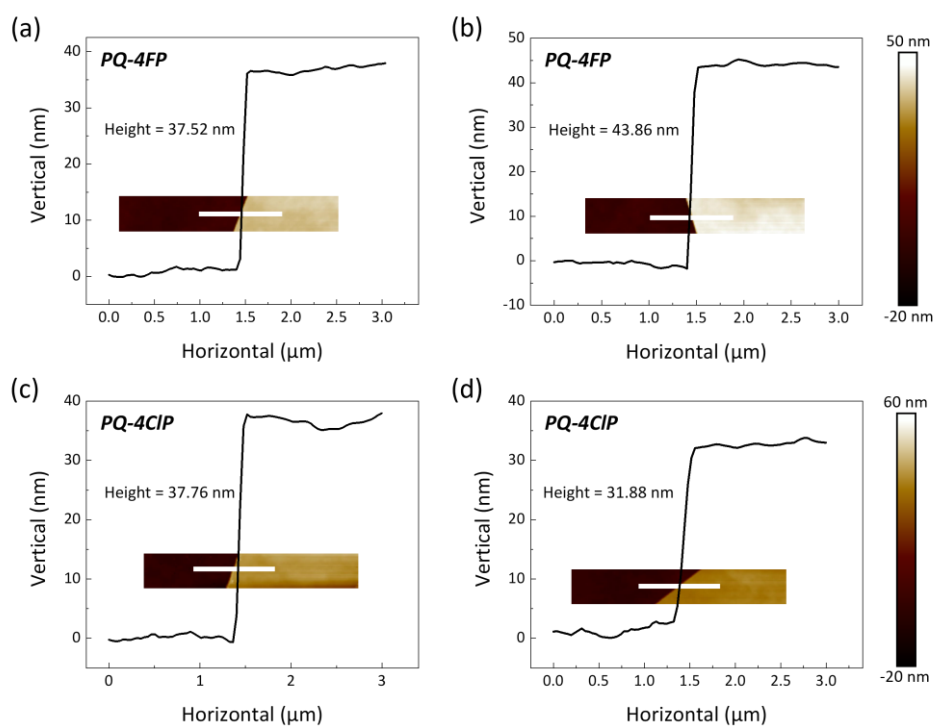 (a)
PQ-4FP
Height = 37.52 nm
Vertical (nm)
40
30
20
10
0
0.0 0.5 1.0 1.5 2.0 2.5 3.0
Horizontal (μm)
(b)
PQ-4FP
Height = 43.86 nm
Vertical (nm)
50
40
30
20
10
0
-10
0.0 0.5 1.0 1.5 2.0 2.5 3.0
Horizontal (μm)
50 nm
-20 nm
(c)
PQ-4ClP
Height = 37.76 nm
Vertical (nm)
40
30
20
10
0
0 1 2 3
Horizontal (μm)
(d)
PQ-4ClP
Height = 31.88 nm
Vertical (nm)
40
30
20
10
0
0.0 0.5 1.0 1.5 2.0 2.5 3.0
Horizontal (μm)
60 nm
-20 nm